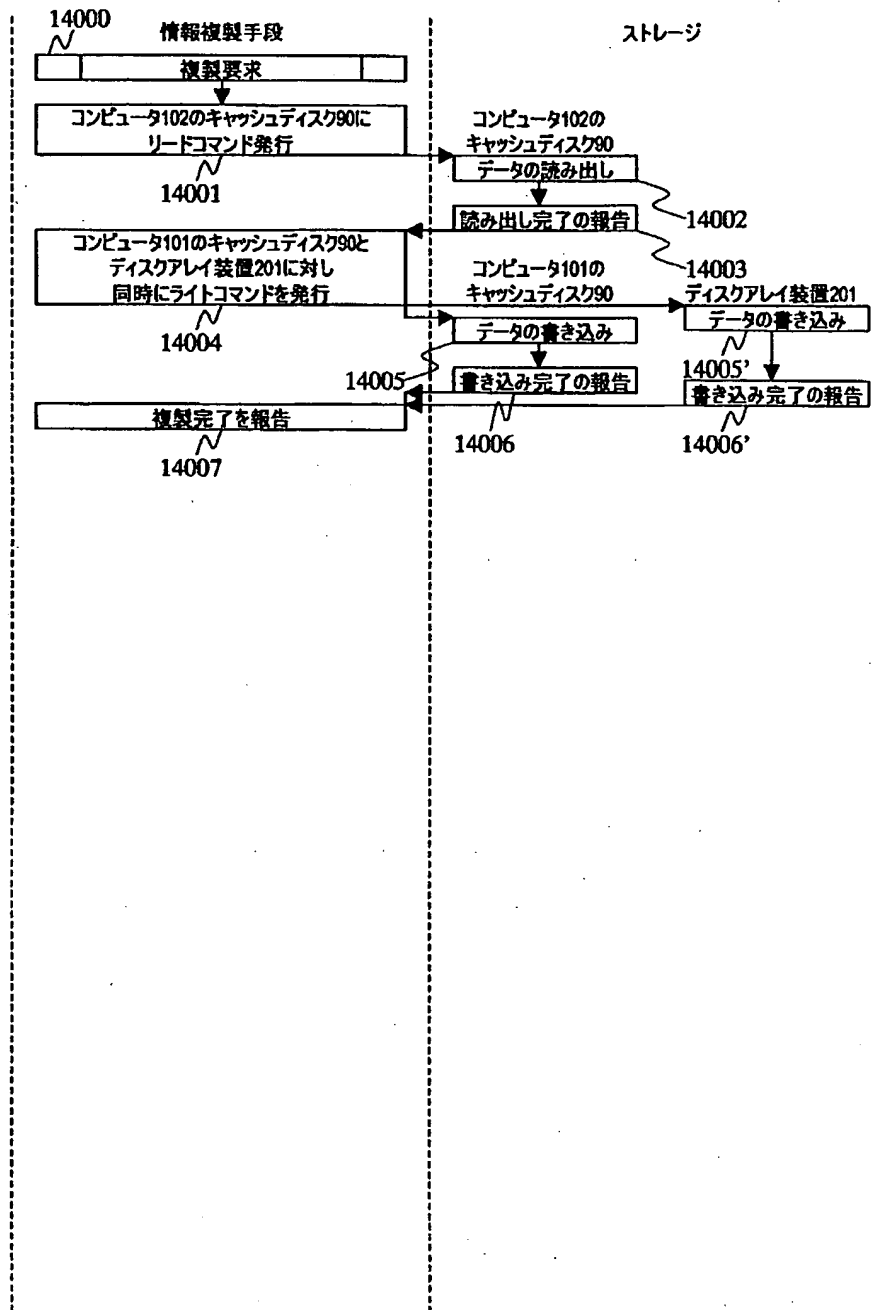 14000
情報複製手段
ストレージ
複製要求
コンピュータ102のキャッシュディスク90に
リードコマンド発行
14001
コンピュータ102の
キャッシュディスク90
データの読み出し
14002
読み出し完了の報告
14003
コンピュータ101のキャッシュディスク90と
ディスクアレイ装置201に対し
同時にライトコマンドを発行
14004
コンピュータ101の
キャッシュディスク90
ディスクアレイ装置201
データの書き込み
14005
データの書き込み
14005’
書き込み完了の報告
14006
書き込み完了の報告
14006’
複製完了を報告
14007